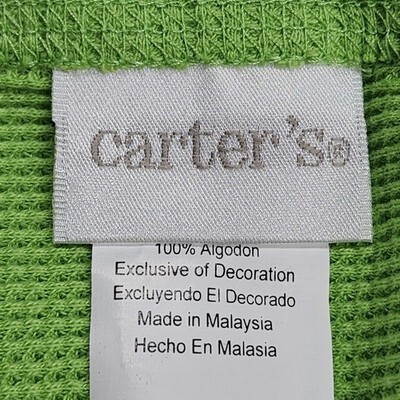 carter's®
100% Algodon
Exclusive of Decoration
Excluyendo El Decorado
Made in Malaysia
Hecho En Malasia